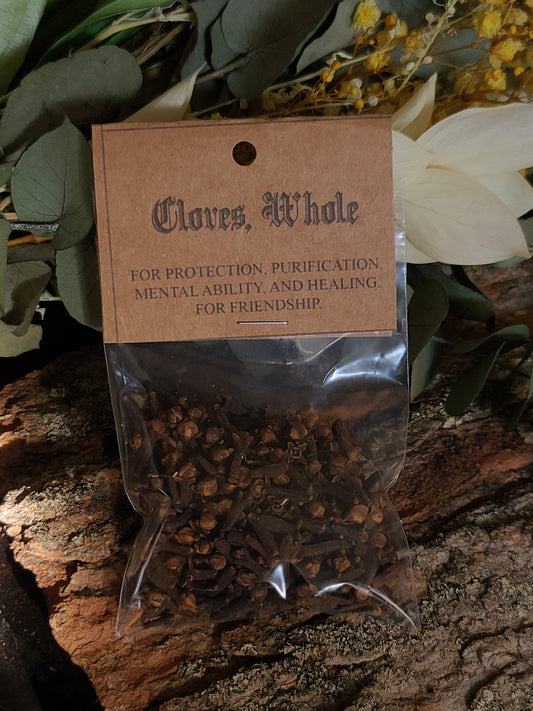 Cloves, Whole
FOR PROTECTION, PURIFICATION,
MENTAL ABILITY, AND HEALING.
FOR FRIENDSHIP.